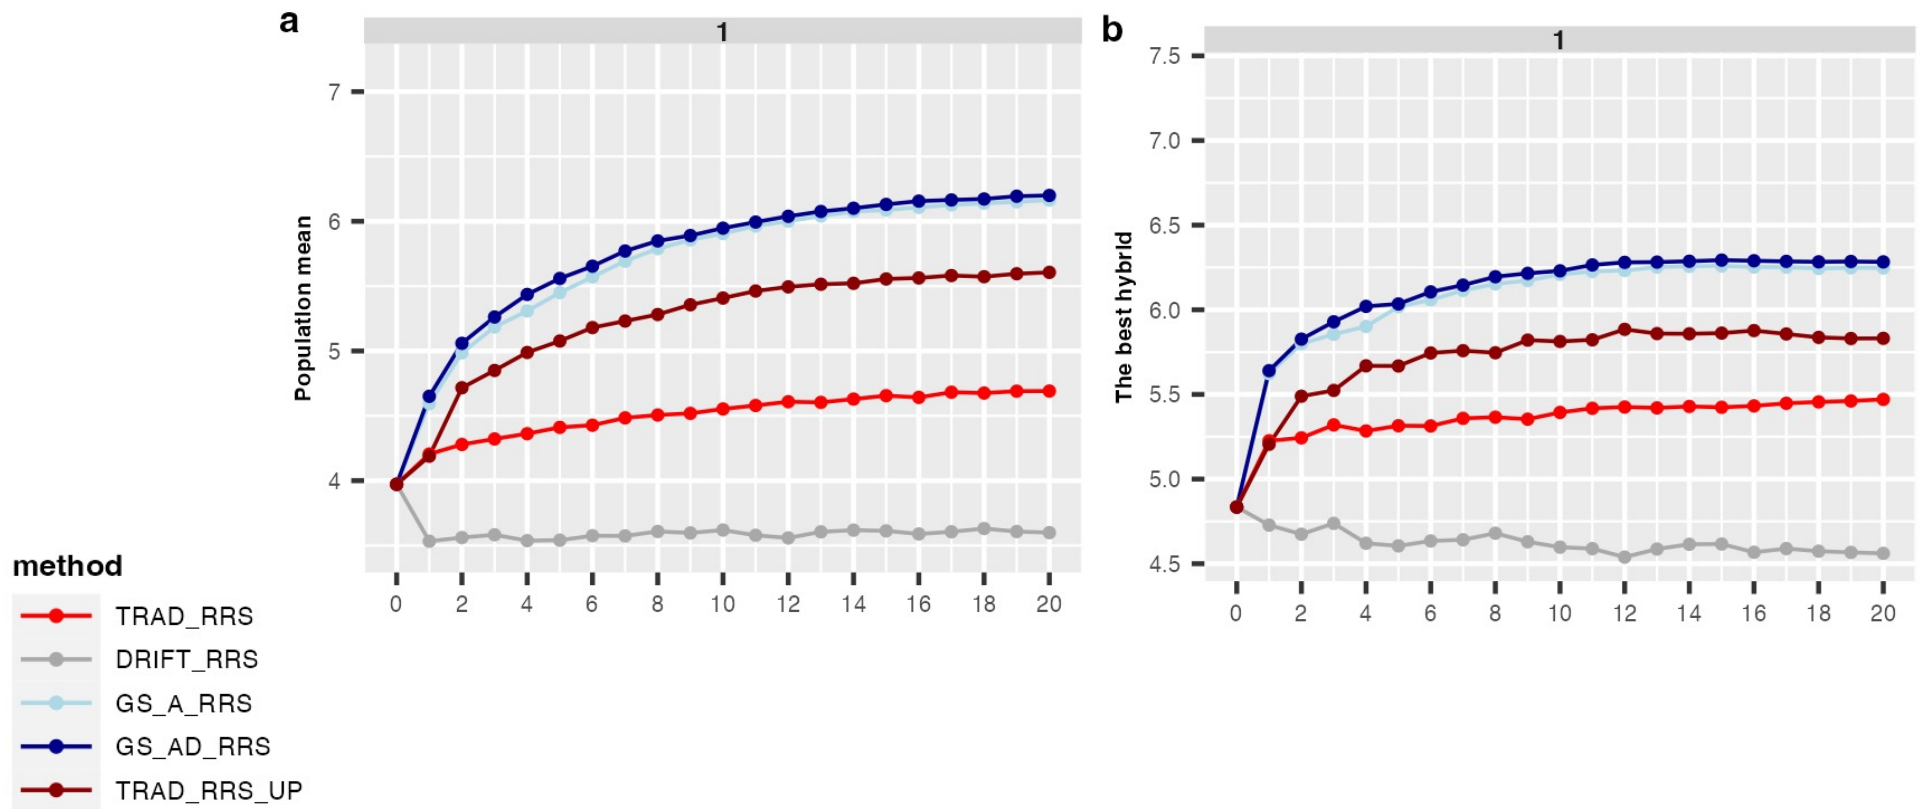 a
1
Population mean
7
6
5
4
0 2 4 6 8 10 12 14 16 18 20
b
1
The best hybrid
7.5
7.0
6.5
6.0
5.5
5.0
4.5
0 2 4 6 8 10 12 14 16 18 20
method
TRAD_RRS
DRIFT_RRS
GS_A_RRS
GS_AD_RRS
TRAD_RRS_UP